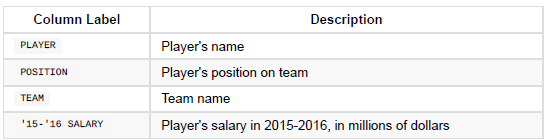 Column Label Description
PLAYER Player's name
POSITION Player's position on team
TEAM Team name
'15-'16 SALARY Player's salary in 2015-2016, in millions of dollars